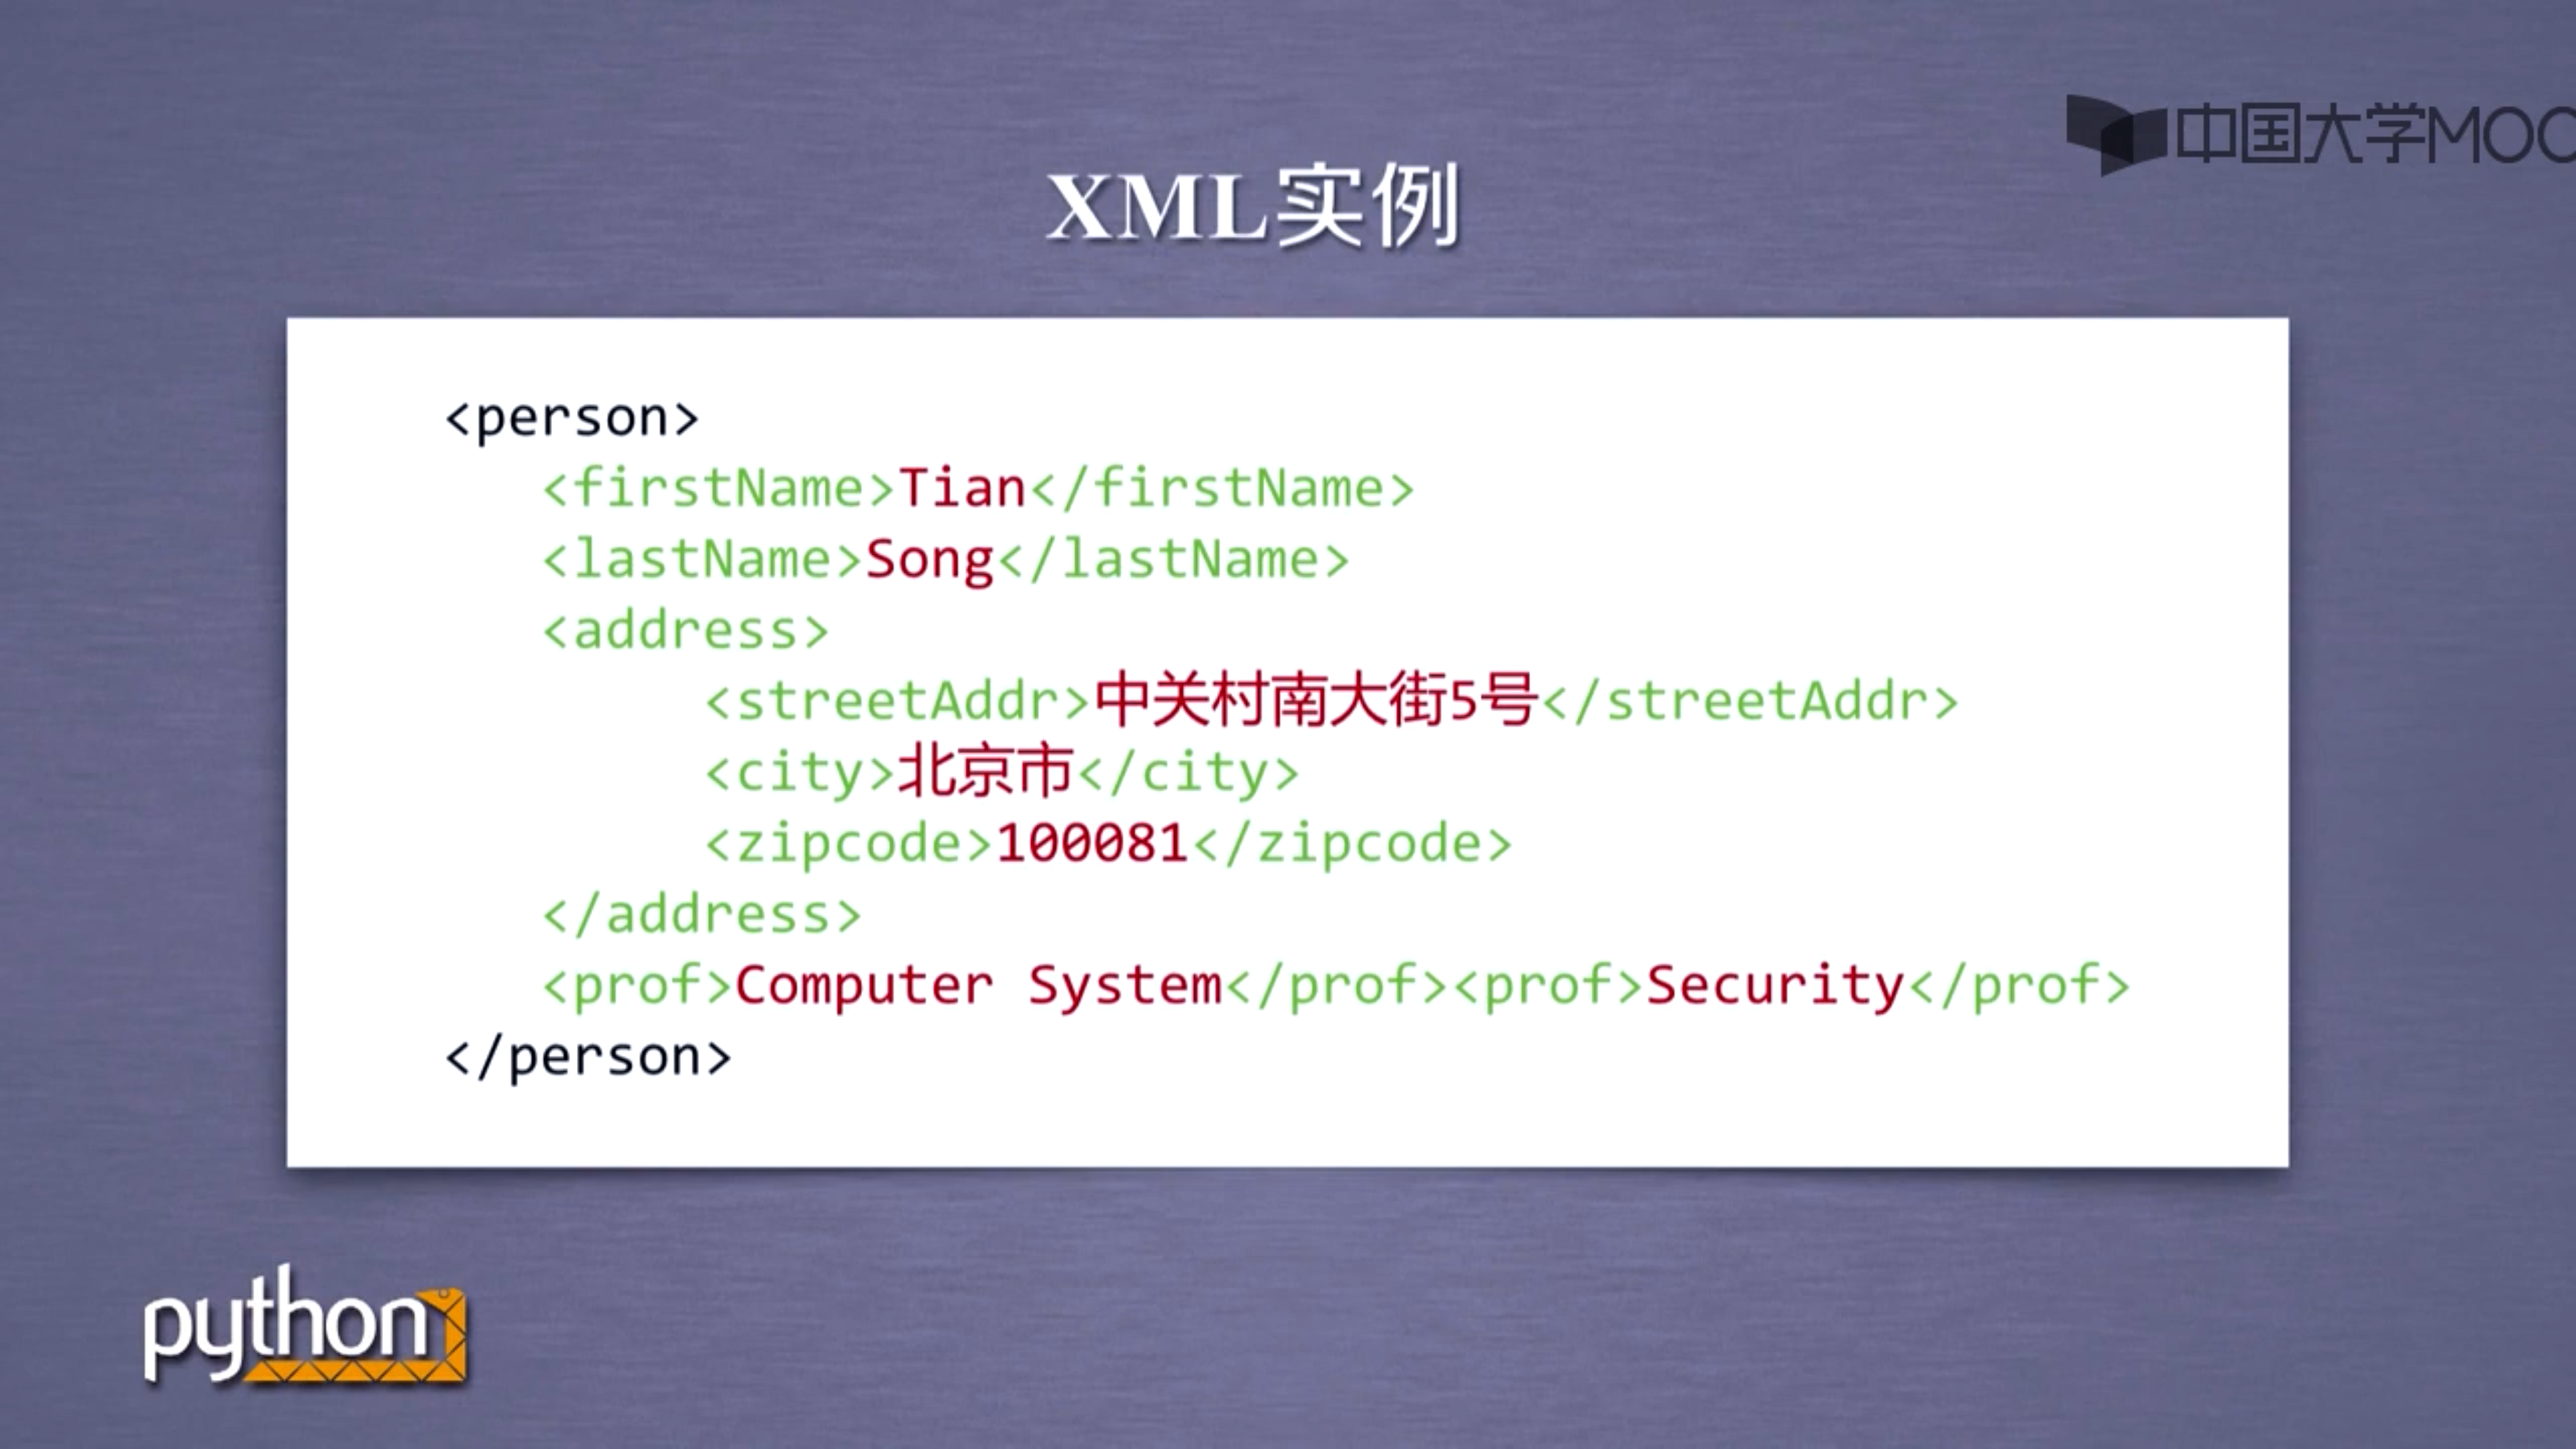 中国大学MOO
XML实例
<person>
<firstName>Tian</firstName>
<lastName>Song</lastName>
<address>
<streetAddr>中关村南大街5号</streetAddr>
<city>北京市</city>
<zipcode>100081</zipcode>
</address>
<prof>Computer System</prof><prof>Security</prof>
</person>
python